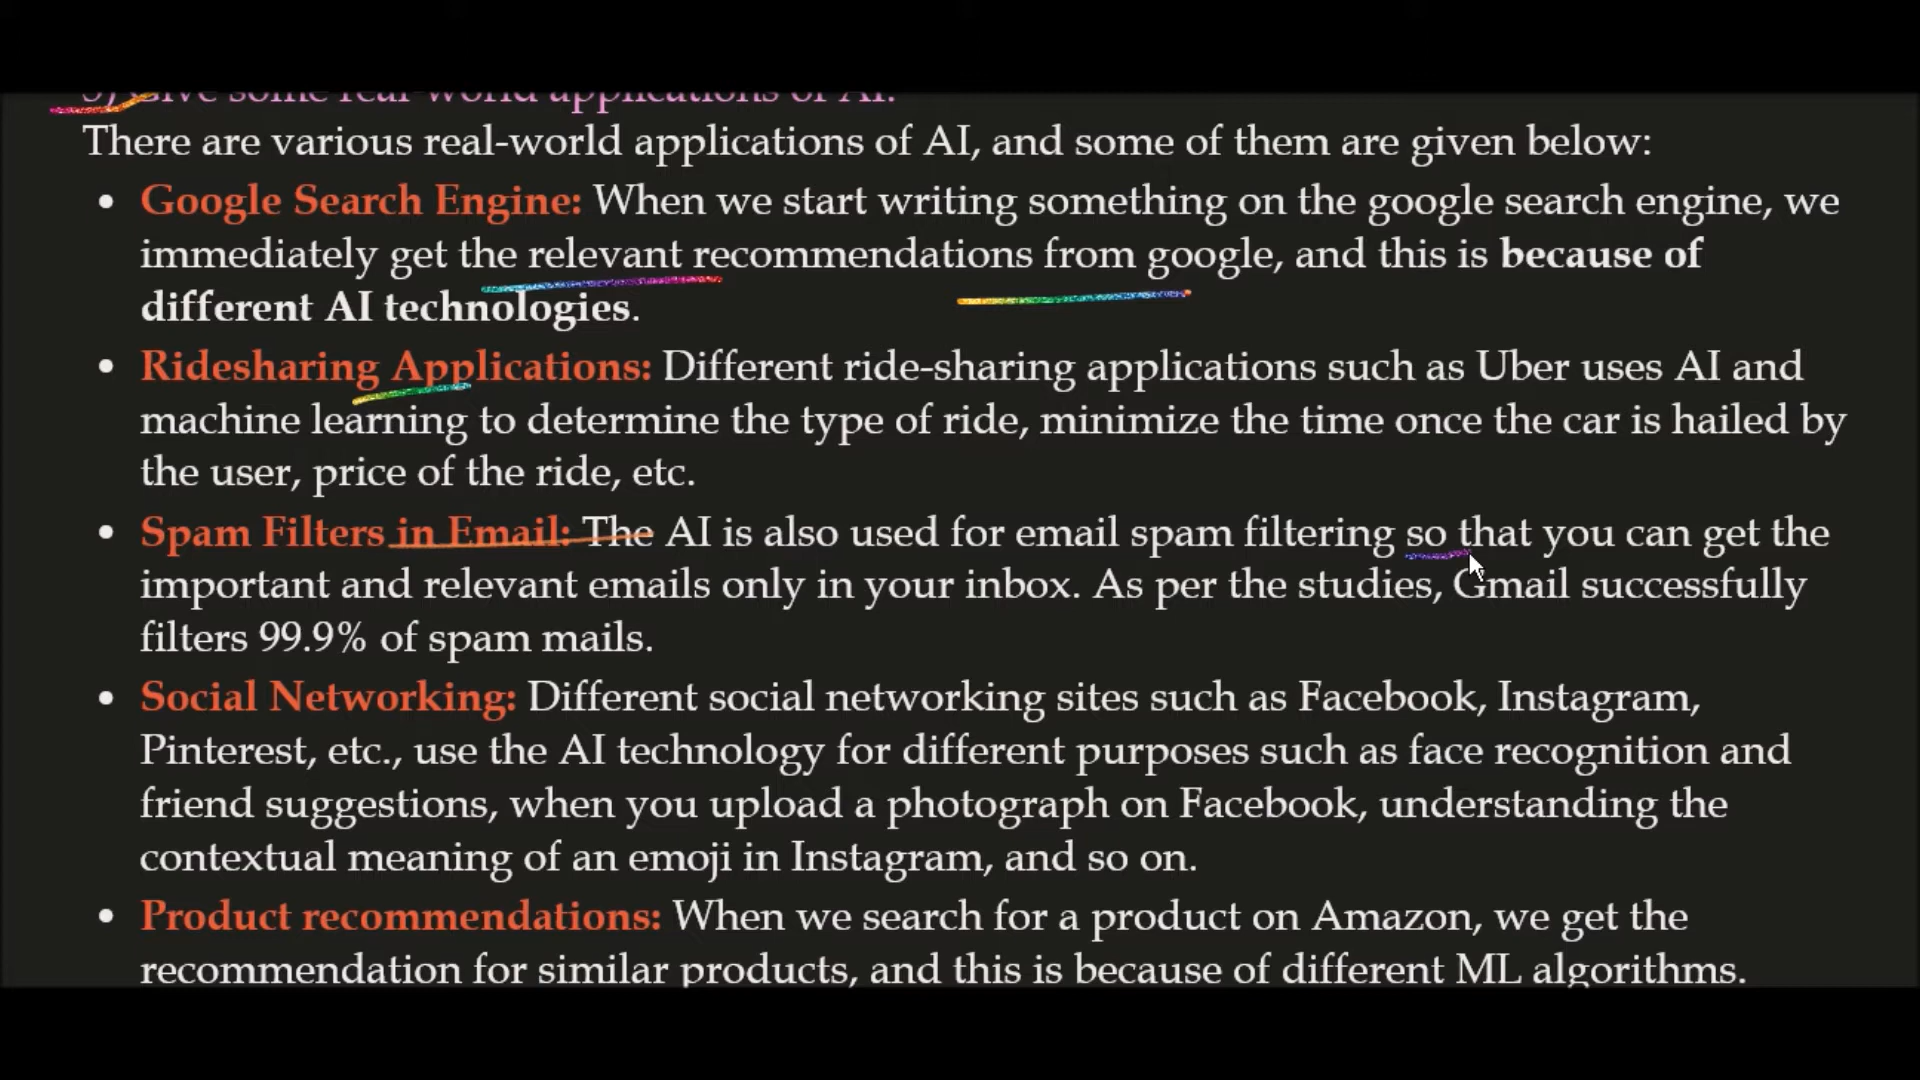 3) Give some real-world applications of AI.
There are various real-world applications of AI, and some of them are given below:
• Google Search Engine: When we start writing something on the google search engine, we
immediately get the relevant recommendations from google, and this is because of
different AI technologies.
• Ridesharing Applications: Different ride-sharing applications such as Uber uses AI and
machine learning to determine the type of ride, minimize the time once the car is hailed by
the user, price of the ride, etc.
• Spam Filters in Email: The AI is also used for email spam filtering so that you can get the
important and relevant emails only in your inbox. As per the studies, Gmail successfully
filters 99.9% of spam mails.
• Social Networking: Different social networking sites such as Facebook, Instagram,
Pinterest, etc., use the AI technology for different purposes such as face recognition and
friend suggestions, when you upload a photograph on Facebook, understanding the
contextual meaning of an emoji in Instagram, and so on.
• Product recommendations: When we search for a product on Amazon, we get the
recommendation for similar products, and this is because of different ML algorithms.